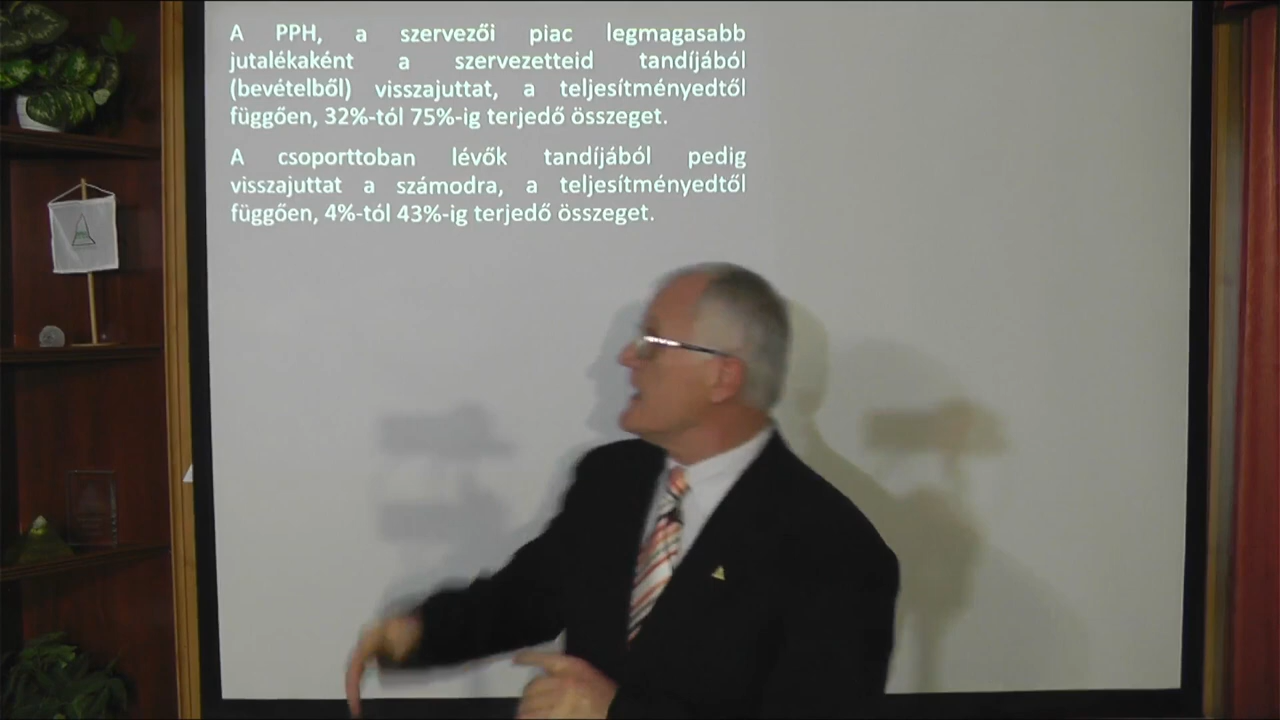 A PPH, a szervezői piac legmagasabb
jutalékaként a szervezetteid tandíjából
(bevételből) visszajuttat, a teljesítményedtől
függően, 32%-tól 75%-ig terjedő összeget.
A csoporttoban lévők tandíjából pedig
visszajuttat a számodra, a teljesítményedtől
függően, 4%-tól 43%-ig terjedő összeget.